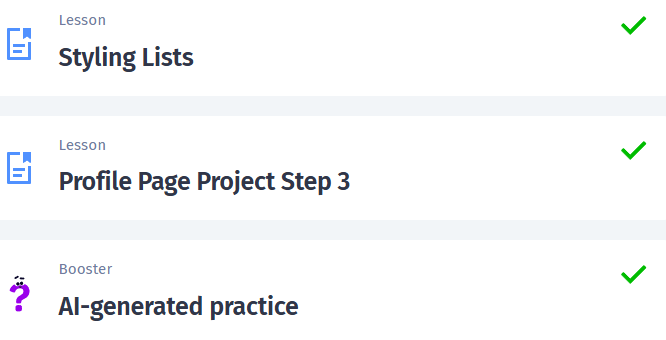 Lesson
Styling Lists
Lesson
Profile Page Project Step 3
Booster
AI-generated practice